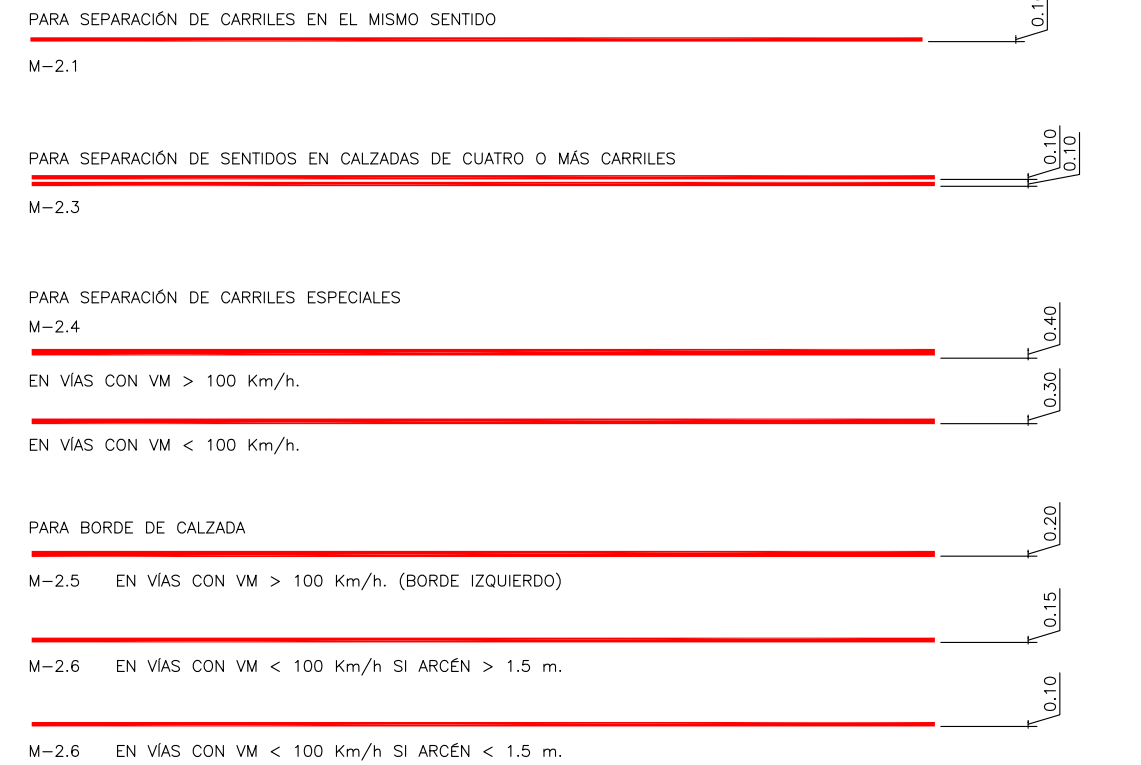 PARA SEPARACIÓN DE CARRILES EN EL MISMO SENTIDO
M-2.1
PARA SEPARACIÓN DE SENTIDOS EN CALZADAS DE CUATRO O MÁS CARRILES
0.10
0.10
M-2.3
PARA SEPARACIÓN DE CARRILES ESPECIALES
M-2.4
0.40
EN VÍAS CON VM > 100 Km/h.
0.30
EN VÍAS CON VM < 100 Km/h.
PARA BORDE DE CALZADA
0.20
M-2.5 EN VÍAS CON VM > 100 Km/h. (BORDE IZQUIERDO)
0.15
M-2.6 EN VÍAS CON VM < 100 Km/h SI ARCÉN > 1.5 m.
0.10
M-2.6 EN VÍAS CON VM < 100 Km/h SI ARCÉN < 1.5 m.